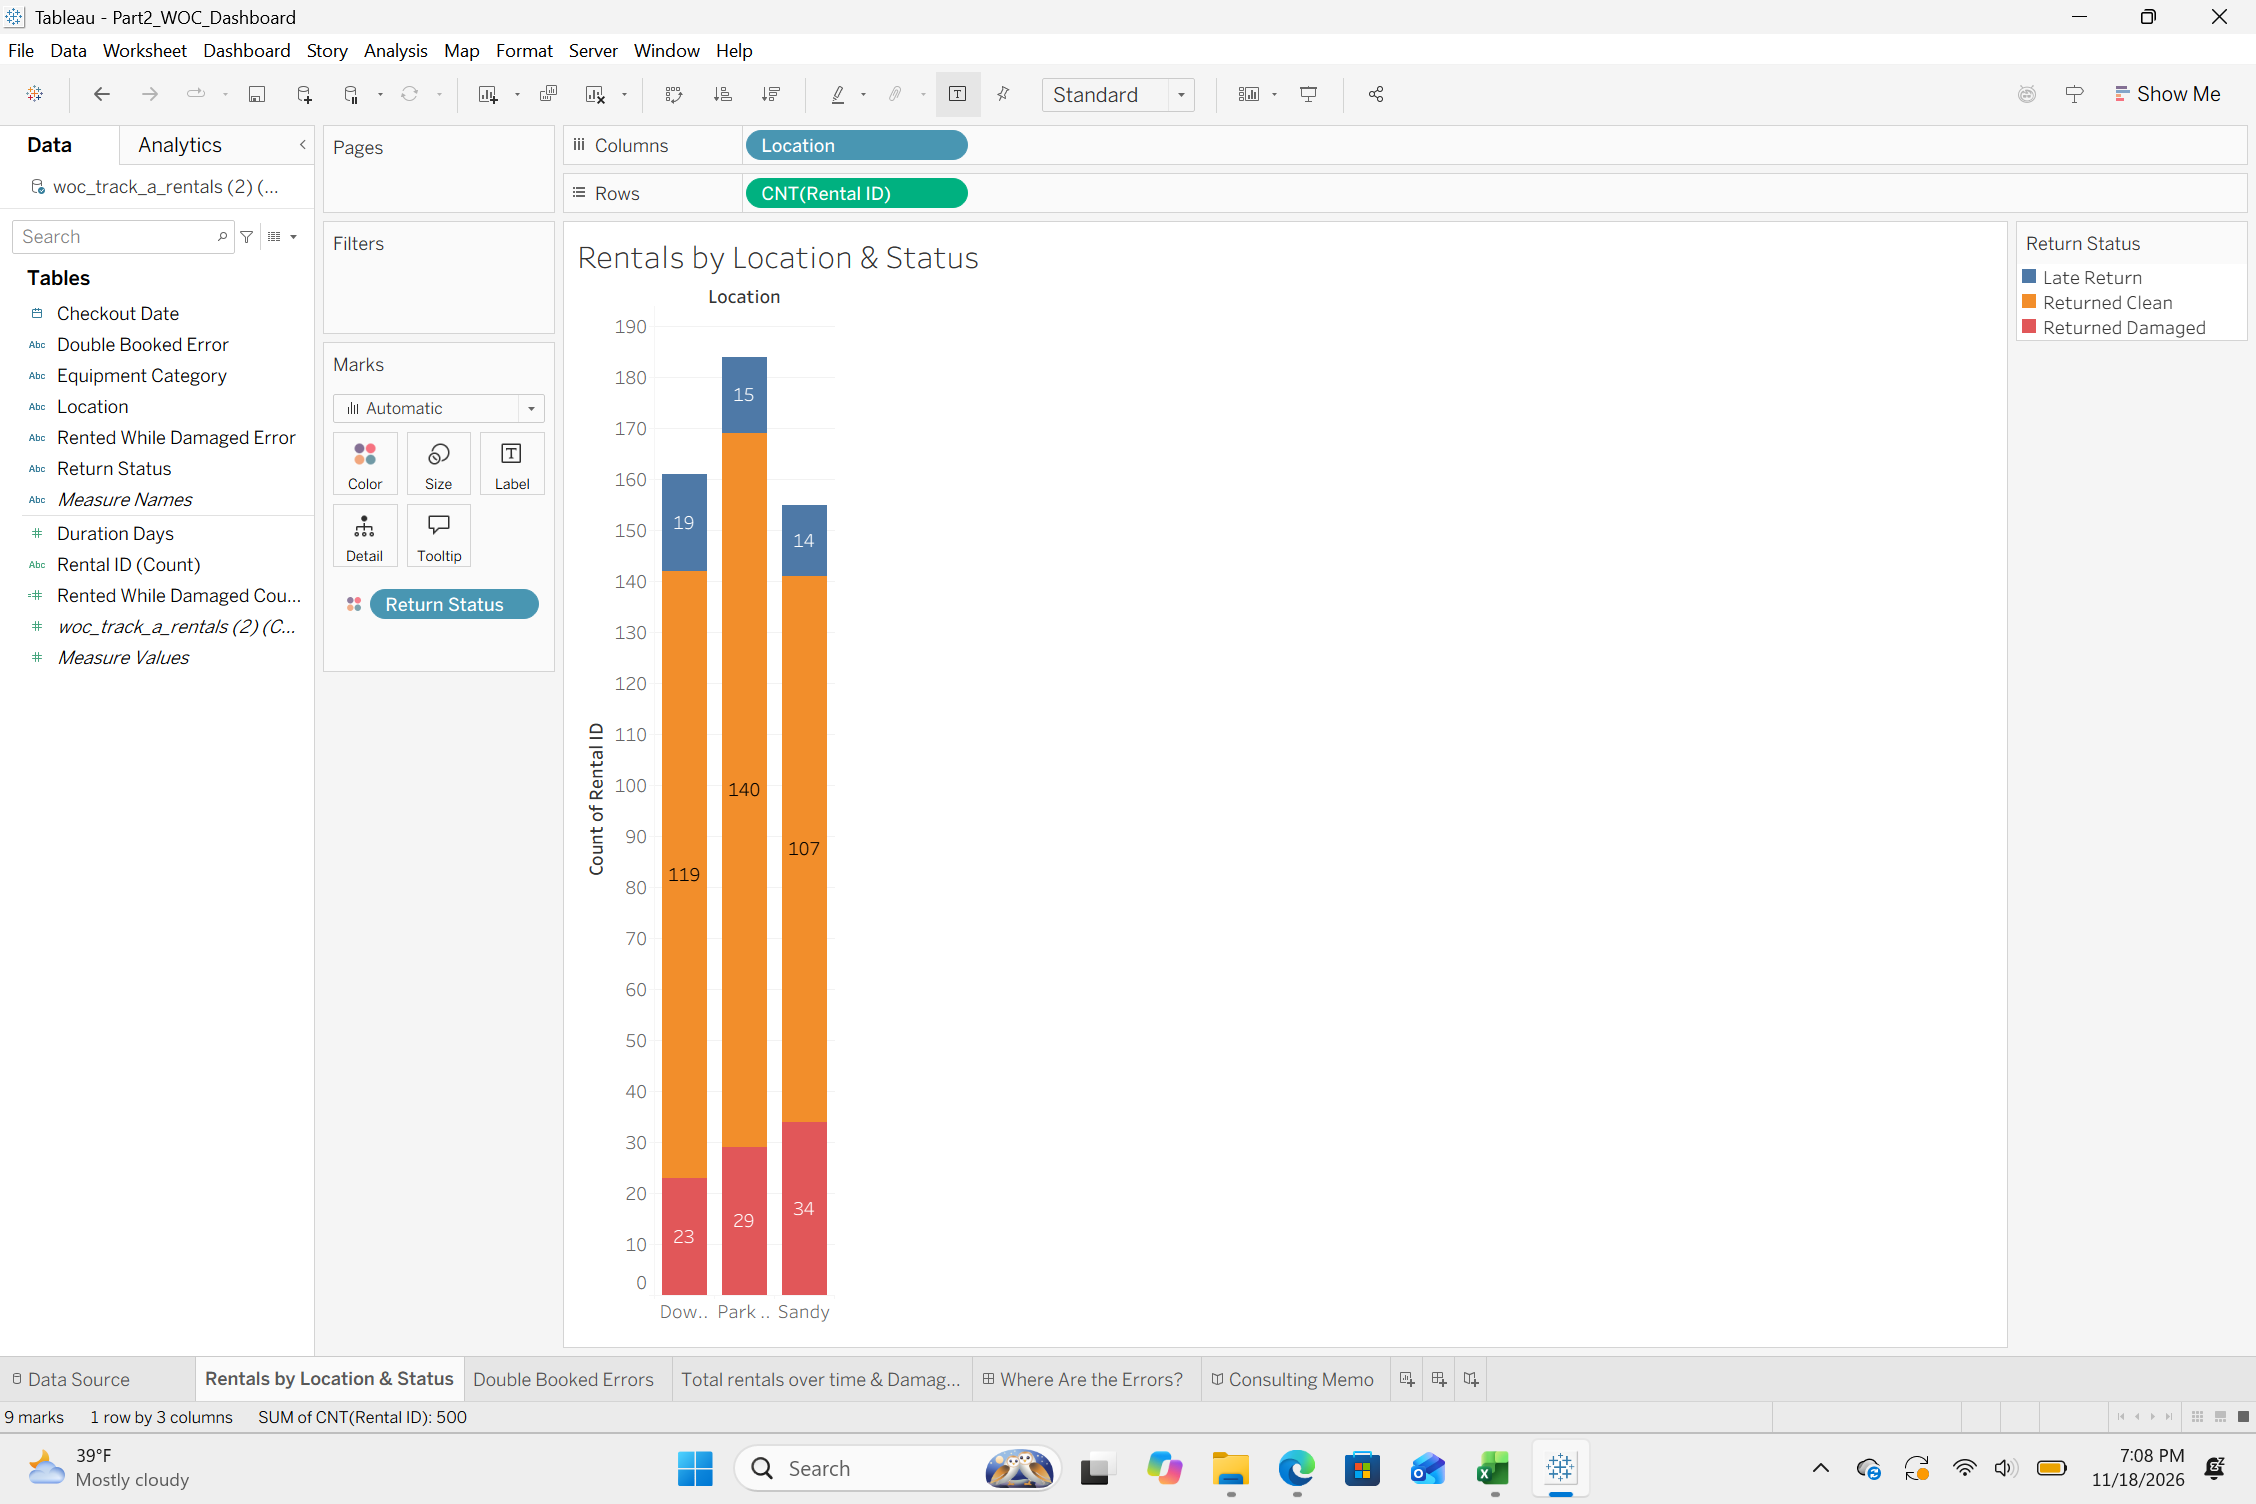 Tableau - Part2_WOC_Dashboard
File Data Worksheet Dashboard Story Analysis Map Format Server Window Help
Standard
Show Me
Data
Analytics
woc_track_a_rentals (2) (...
Search
Tables
Checkout Date
Abc Double Booked Error
Abc Equipment Category
Abc Location
Abc Rented While Damaged Error
Abc Return Status
Abc Measure Names
# Duration Days
Abc Rental ID (Count)
=# Rented While Damaged Cou...
# woc_track_a_rentals (2) (C...
# Measure Values
Pages
Filters
Marks
Automatic
Color
Size
Label
Detail
Tooltip
Return Status
Columns
Location
Rows
CNT(Rental ID)
Rentals by Location & Status
Location
Count of Rental ID
190
180
170
160
150
140
130
120
110
100
90
80
70
60
50
40
30
20
10
0
19
119
23
15
140
29
14
107
34
Dow..
Park ..
Sandy
Return Status
Late Return
Returned Clean
Returned Damaged
Data Source
Rentals by Location & Status
Double Booked Errors
Total rentals over time & Damag...
Where Are the Errors?
Consulting Memo
9 marks
1 row by 3 columns
SUM of CNT(Rental ID): 500
39°F
Mostly cloudy
Search
7:08 PM
11/18/2026